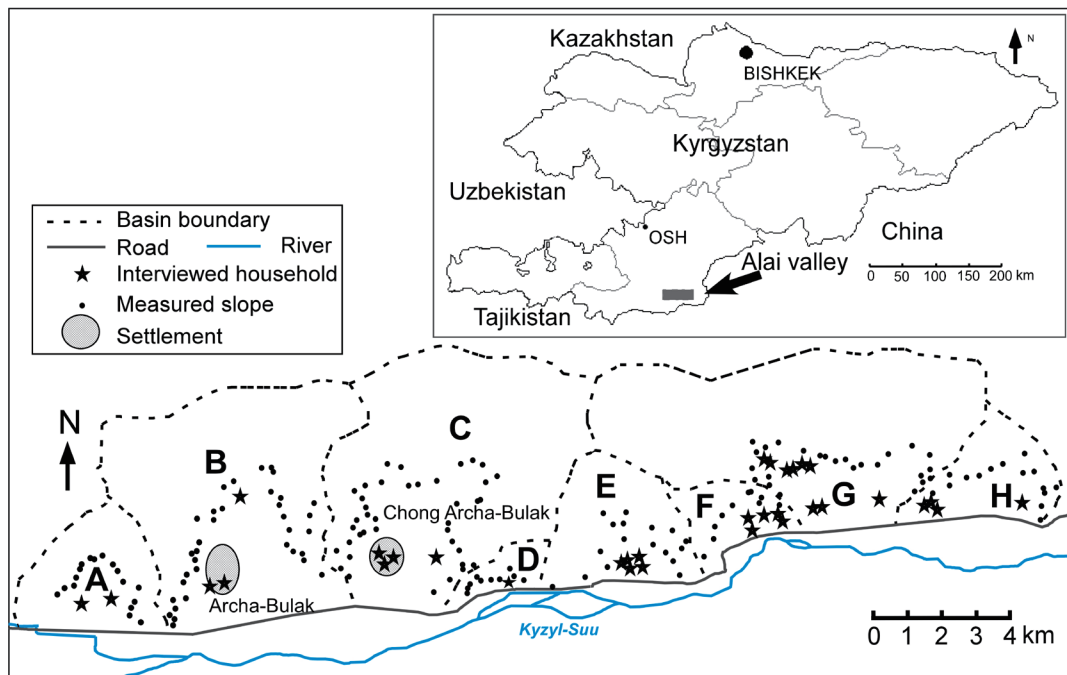 Kazakhstan
N
BISHKEK
Kyrgyzstan
Uzbekistan
OSH
China
Alai valley
0 50 100 150 200 km
Tajikistan
Basin boundary
Road River
Interviewed household
Measured slope
Settlement
N
A
B
C
D
E
F
G
H
Chong Archa-Bulak
Archa-Bulak
Kyzyl-Suu
0 1 2 4 km